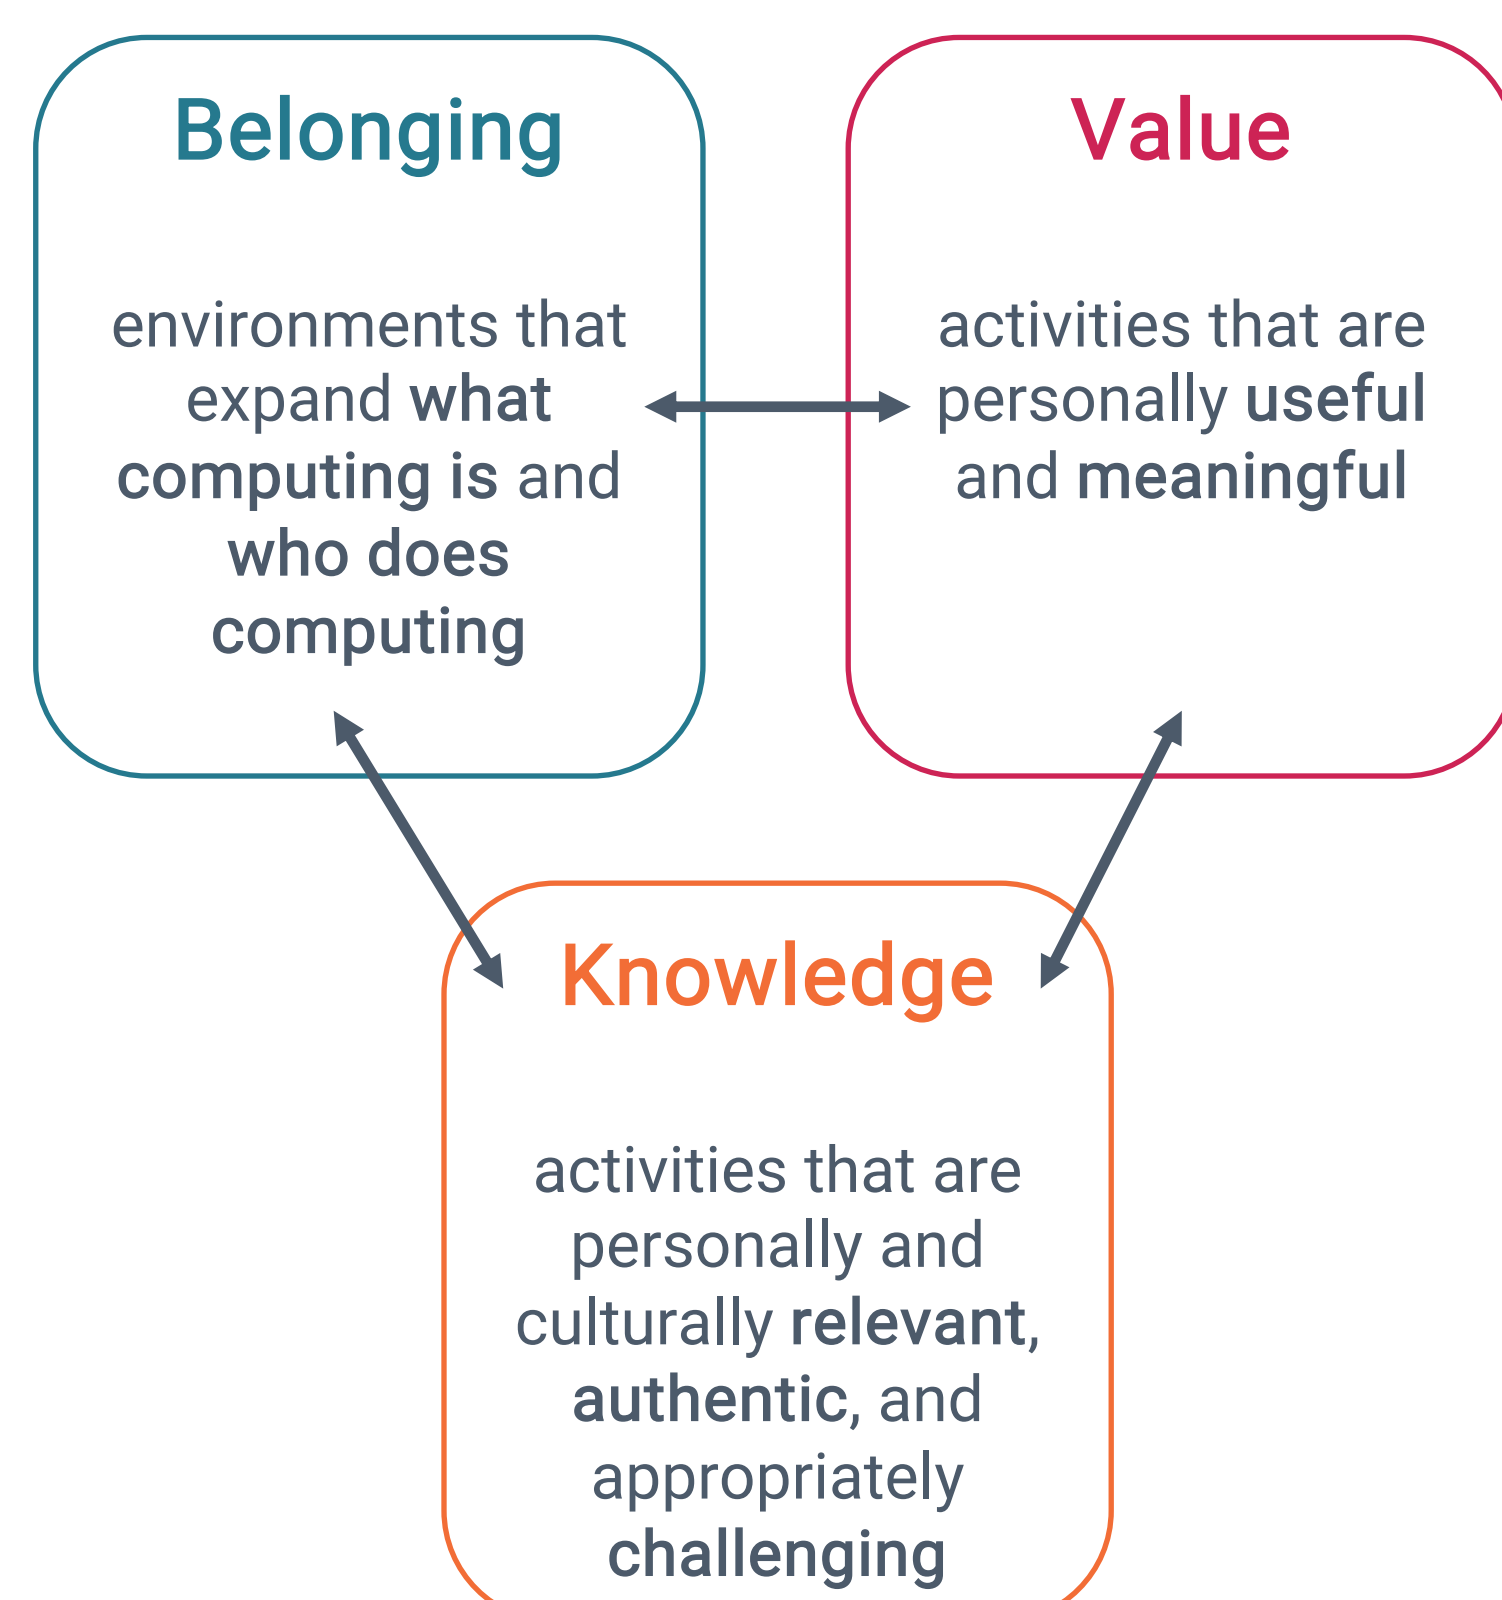 Belonging
environments that
expand what
computing is and
who does
computing
Value
activities that are
personally useful
and meaningful
Knowledge
activities that are
personally and
culturally relevant,
authentic, and
appropriately
challenging